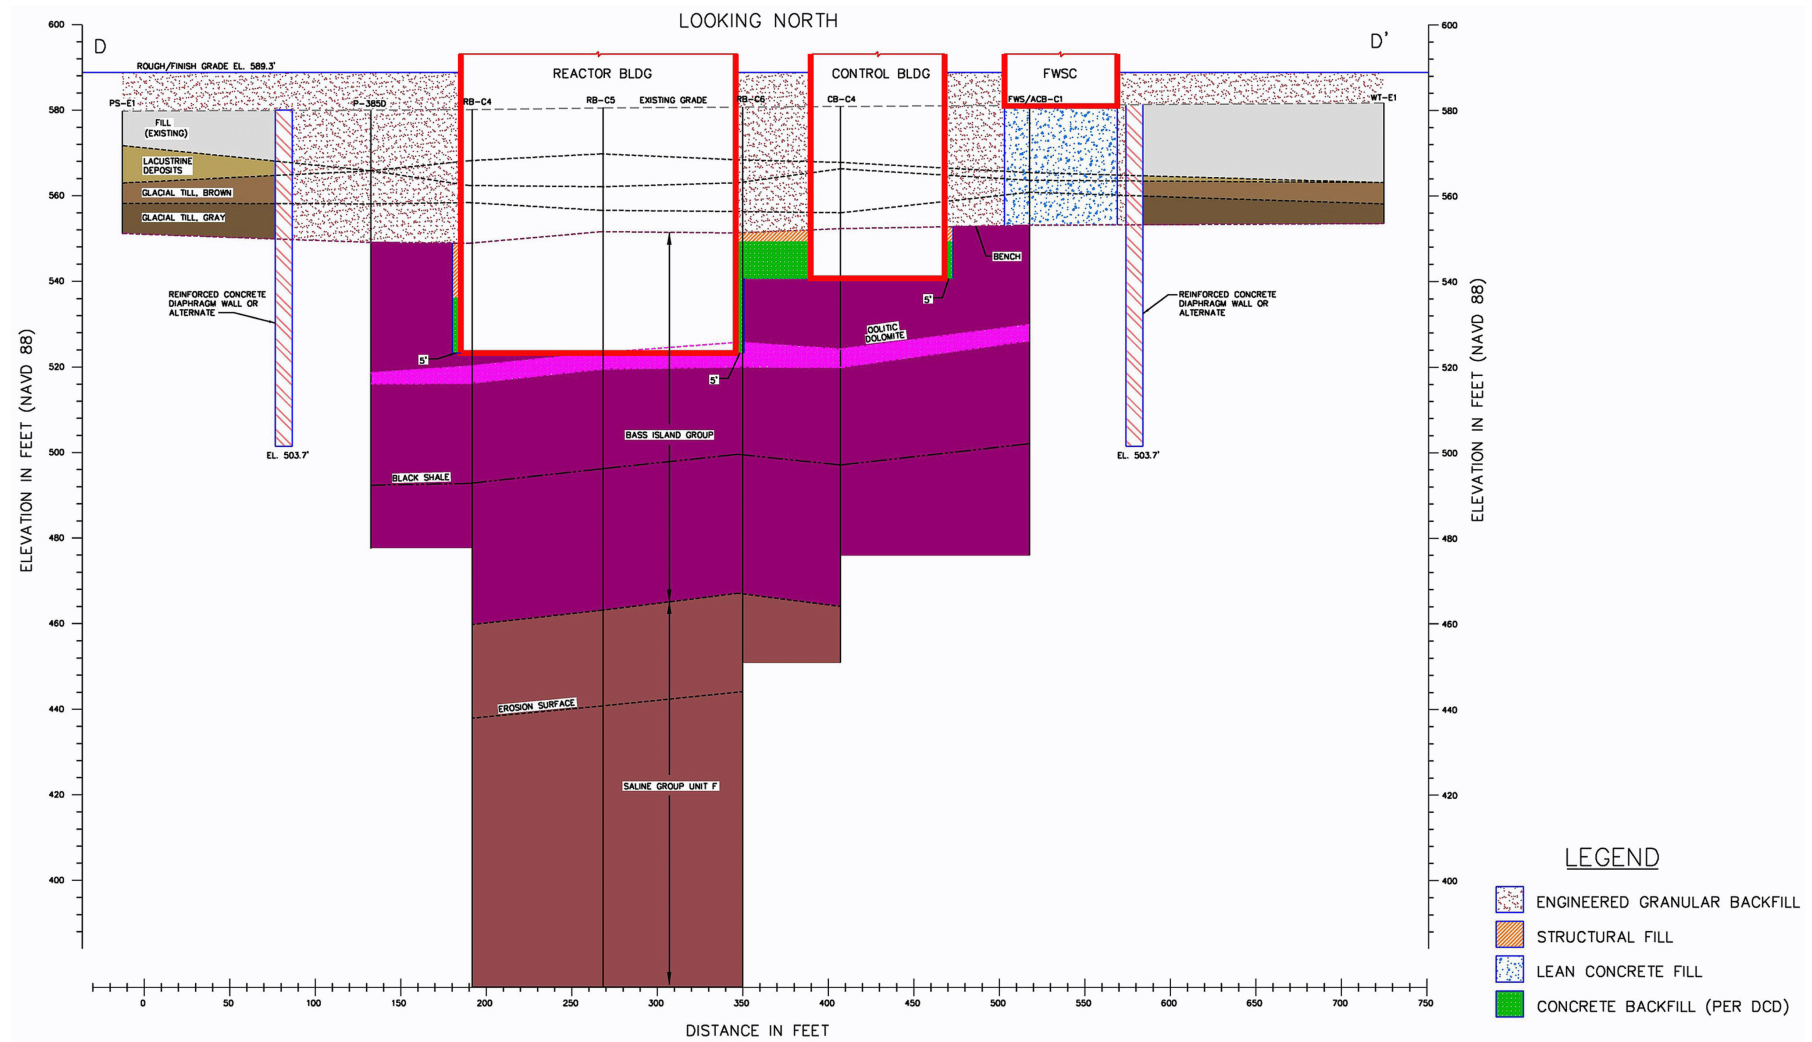 LOOKING NORTH
D
D'
ROUGH/FINISH GRADE EL. 589.3'
REACTOR BLDG
CONTROL BLDG
FWSC
PS-E1
P-385D
RB-C4
RB-C5
EXISTING GRADE
RB-C6
CB-C4
FWS/ACB-C1
WT-E1
FILL
(EXISTING)
LACUSTRINE
DEPOSITS
GLACIAL TILL, BROWN
GLACIAL TILL, GRAY
BENCH
REINFORCED CONCRETE
DIAPHRAGM WALL OR
ALTERNATE
REINFORCED CONCRETE
DIAPHRAGM WALL OR
ALTERNATE
5'
5'
5'
OOLITIC
DOLOMITE
BASS ISLAND GROUP
BLACK SHALE
EL. 503.7'
EL. 503.7'
EROSION SURFACE
SALINE GROUP UNIT F
ELEVATION IN FEET (NAVD 88)
600
580
560
540
520
500
480
460
440
420
400
ELEVATION IN FEET (NAVD 88)
600
580
560
540
520
500
480
460
440
420
400
0 50 100 150 200 250 300 350 400 450 500 550 600 650 700 750
DISTANCE IN FEET
LEGEND
ENGINEERED GRANULAR BACKFILL
STRUCTURAL FILL
LEAN CONCRETE FILL
CONCRETE BACKFILL (PER DCD)